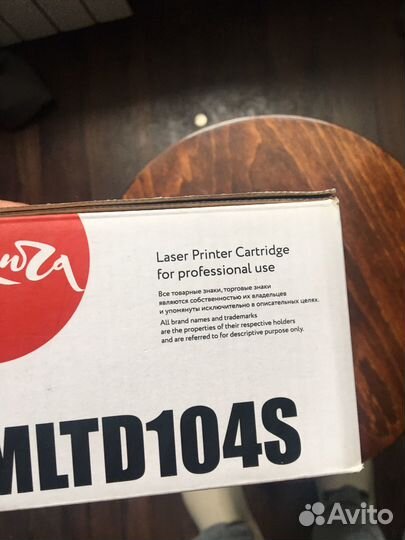 Laser Printer Cartridge
for professional use
Все товарные знаки, торговые знаки
являются собственностью их владельцев
и упомянуты исключительно в описательных целях.
All brand names and trademarks
are the properties of their respective holders
and are referred to for descriptive purpose only.
MLTD104S
Avito